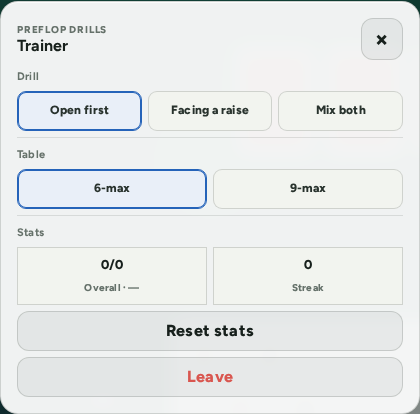 PREFLOP DRILLS
Trainer
×
Drill
Open first
Facing a raise
Mix both
Table
6-max
9-max
Stats
0/0
Overall · —
0
Streak
Reset stats
Leave